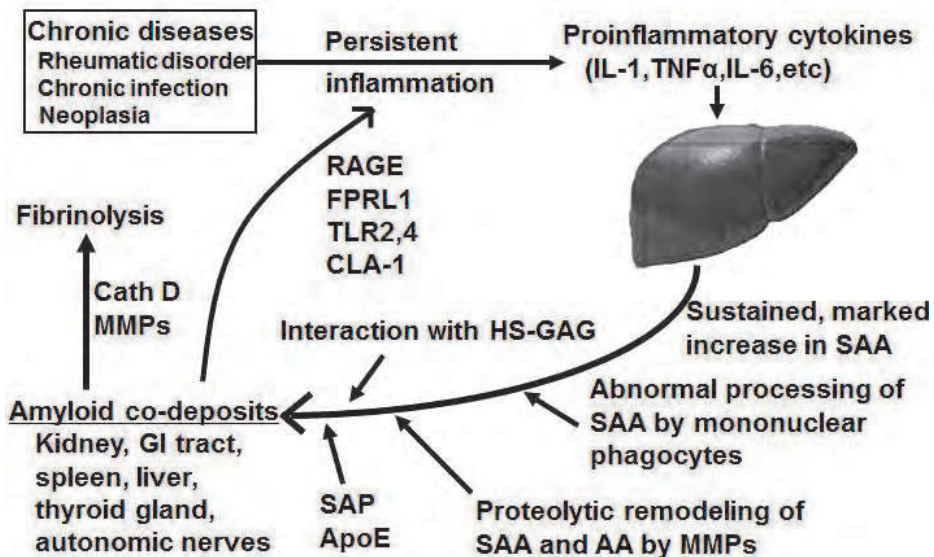 Chronic diseases
Rheumatic disorder
Chronic infection
Neoplasia
Persistent
inflammation
Proinflammatory cytokines
(IL-1,TNFα,IL-6,etc)
RAGE
FPRL1
TLR2,4
CLA-1
Fibrinolysis
Cath D
MMPs
Interaction with HS-GAG
Sustained, marked
increase in SAA
Abnormal processing of
SAA by mononuclear
phagocytes
Amyloid co-deposits
Kidney, GI tract,
spleen, liver,
thyroid gland,
autonomic nerves
SAP
ApoE
Proteolytic remodeling of
SAA and AA by MMPs